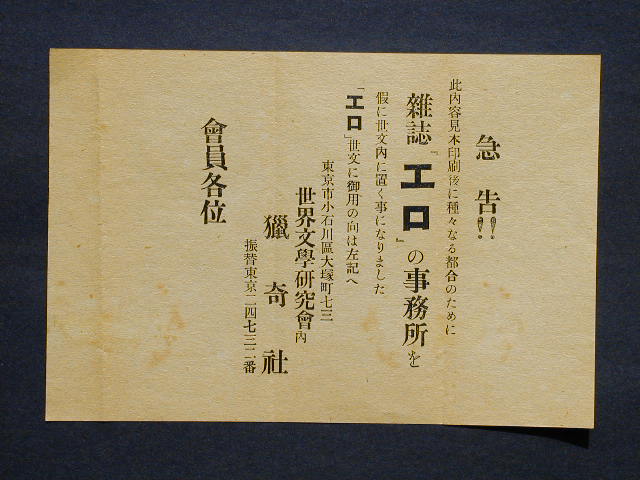 急告!!
此内容見本印刷後に種々なる都合のために
雜誌『エロ』の事務所を
假に世文内に置く事になりました
「エロ」世文に御用の向は左記へ
東京市小石川區大塚町七三
世界文學研究會内
獵奇社
振替東京二四七三二番
會員各位